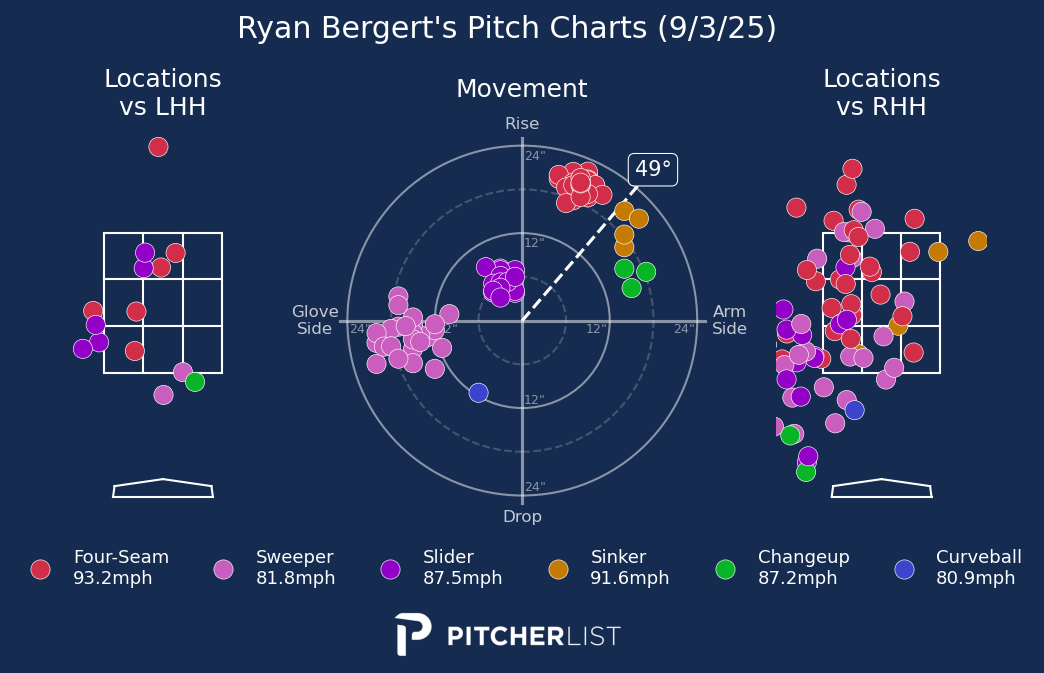 Ryan Bergert's Pitch Charts (9/3/25)
Locations
vs LHH
Movement
Locations
vs RHH
Rise
24"
49°
12"
Glove
Side
24"
12"
12"
24"
Arm
Side
12"
24"
Drop
Four-Seam
93.2mph
Sweeper
81.8mph
Slider
87.5mph
Sinker
91.6mph
Changeup
87.2mph
Curveball
80.9mph
PITCHERLIST